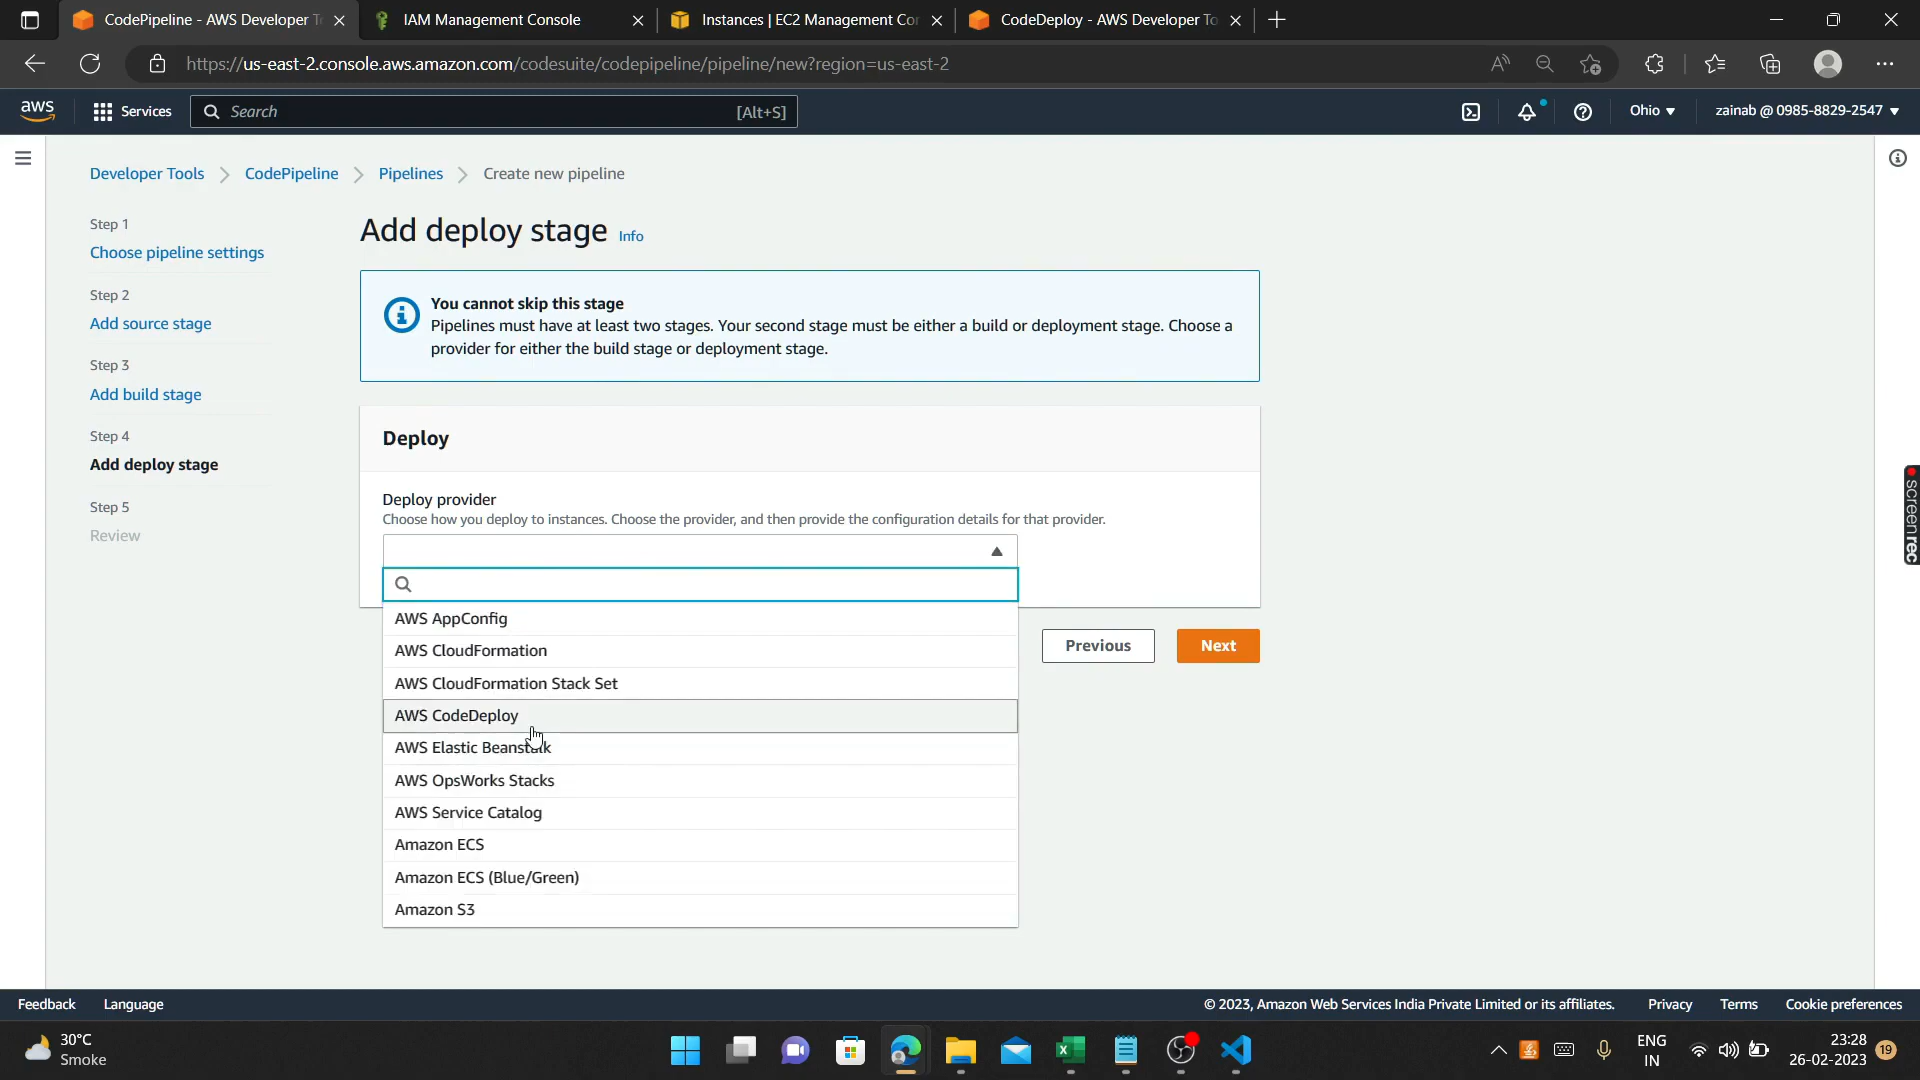 CodePipeline - AWS Developer T
IAM Management Console
Instances | EC2 Management Cor
CodeDeploy - AWS Developer To
https://us-east-2.console.aws.amazon.com/codesuite/codepipeline/pipeline/new?region=us-east-2
aws
Services
Search
[Alt+S]
Ohio
zainab @ 0985-8829-2547
Developer Tools
CodePipeline
Pipelines
Create new pipeline
Step 1
Choose pipeline settings
Step 2
Add source stage
Step 3
Add build stage
Step 4
Add deploy stage
Step 5
Review
Add deploy stage Info
You cannot skip this stage
Pipelines must have at least two stages. Your second stage must be either a build or deployment stage. Choose a
provider for either the build stage or deployment stage.
Deploy
Deploy provider
Choose how you deploy to instances. Choose the provider, and then provide the configuration details for that provider.
AWS AppConfig
AWS CloudFormation
AWS CloudFormation Stack Set
AWS CodeDeploy
AWS Elastic Beanstalk
AWS OpsWorks Stacks
AWS Service Catalog
Amazon ECS
Amazon ECS (Blue/Green)
Amazon S3
Previous
Next
screenrec
Feedback
Language
© 2023, Amazon Web Services India Private Limited or its affiliates.
Privacy
Terms
Cookie preferences
30°C
Smoke
ENG
IN
23:28
26-02-2023
19